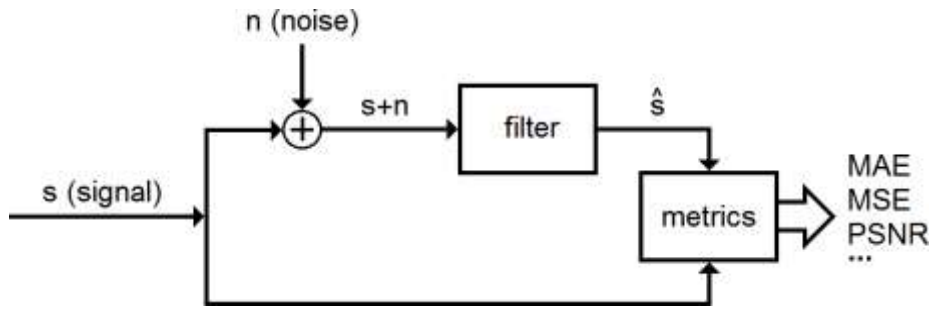 n (noise)
s+n
filter
ŝ
s (signal)
metrics
MAE
MSE
PSNR
...